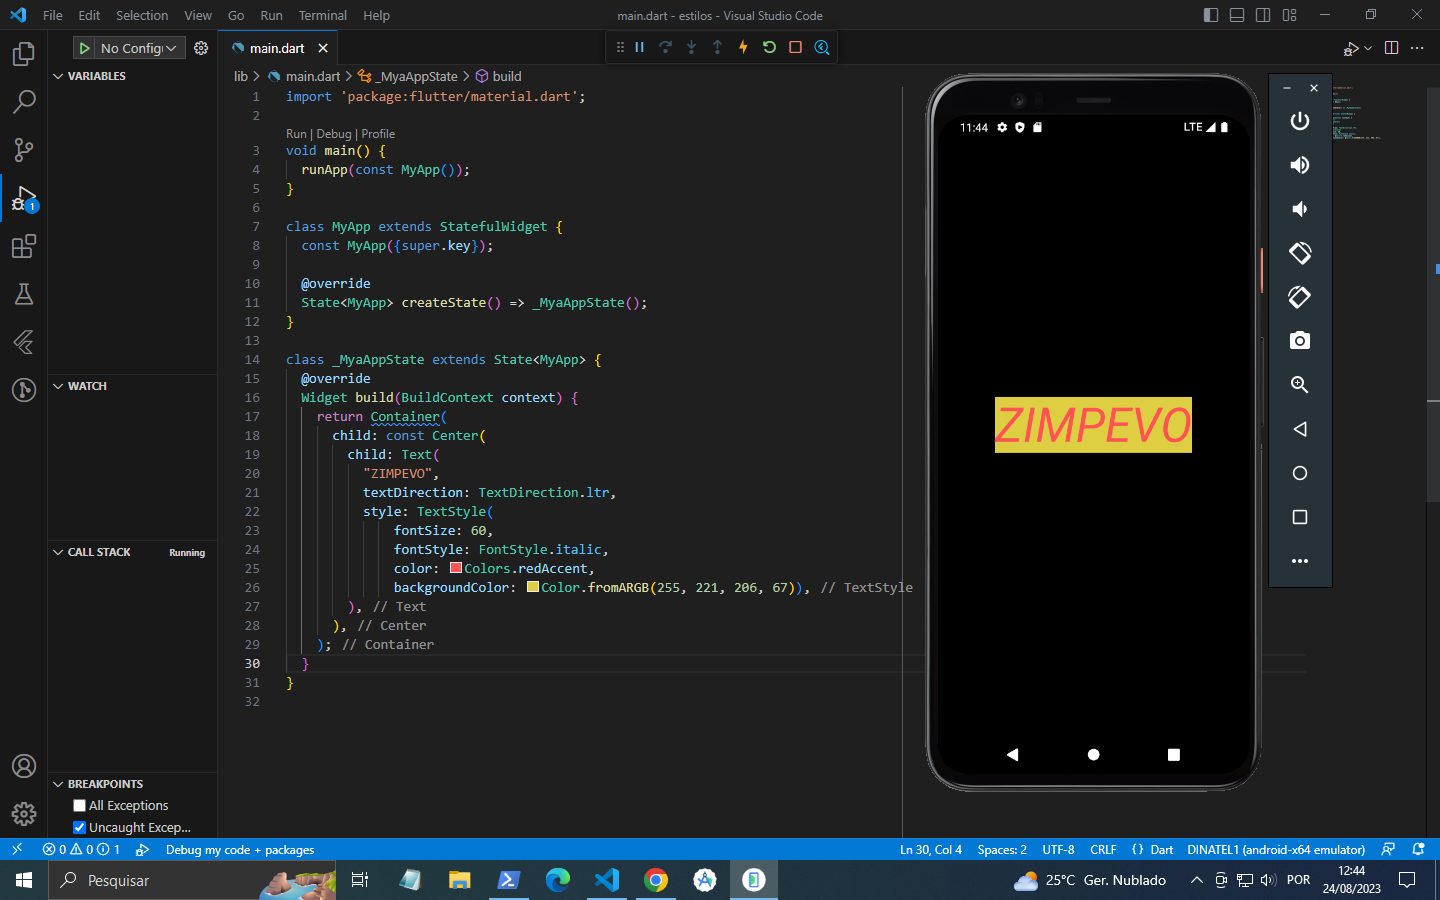 File Edit Selection View Go Run Terminal Help
main.dart - estilos - Visual Studio Code
No Config
main.dart
lib > main.dart > _MyaAppState > build
VARIABLES
WATCH
CALL STACK Running
BREAKPOINTS
All Exceptions
Uncaught Excep...
1
1 import 'package:flutter/material.dart';
2
Run | Debug | Profile
3 void main() {
4 runApp(const MyApp());
5 }
6
7 class MyApp extends StatefulWidget {
8 const MyApp({super.key});
9
10 @override
11 State<MyApp> createState() => _MyaAppState();
12 }
13
14 class _MyaAppState extends State<MyApp> {
15 @override
16 Widget build(BuildContext context) {
17 return Container(
18 child: const Center(
19 child: Text(
20 "ZIMPEVO",
21 textDirection: TextDirection.ltr,
22 style: TextStyle(
23 fontSize: 60,
24 fontStyle: FontStyle.italic,
25 color: Colors.redAccent,
26 backgroundColor: Color.fromARGB(255, 221, 206, 67)), // TextStyle
27 ), // Text
28 ), // Center
29 ); // Container
30 }
31 }
32
11:44 LTE
ZIMPEVO
0 0 1 Debug my code + packages
Ln 30, Col 4 Spaces: 2 UTF-8 CRLF {} Dart DINATEL1 (android-x64 emulator)
Pesquisar
25°C Ger. Nublado
POR
12:44
24/08/2023